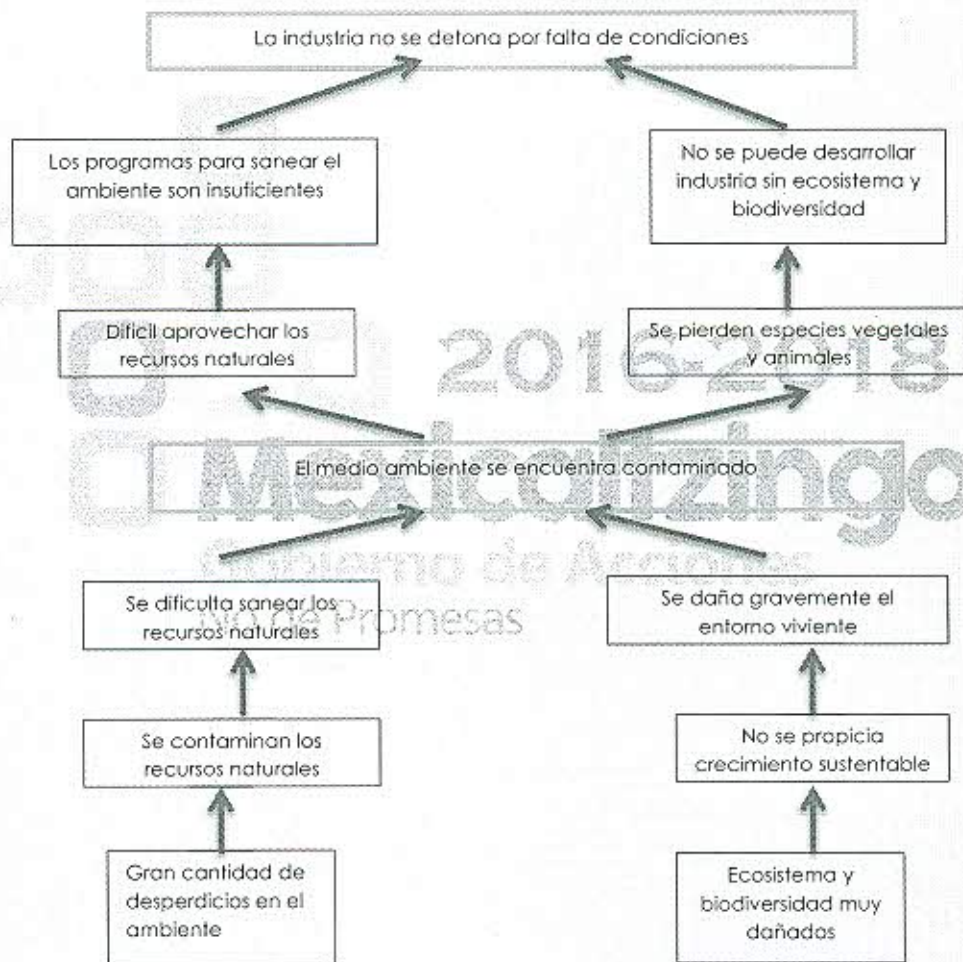 La industria no se detona por falta de condiciones
Los programas para sanear el
ambiente son insuficientes
No se puede desarrollar
industria sin ecosistema y
biodiversidad
Difícil aprovechar los
recursos naturales
Se pierden especies vegetales
y animales
2016-2018
El medio ambiente se encuentra contaminado
Mexicaltzingo
Gobierno de Acciones
No de Promesas
Se dificulta sanear los
recursos naturales
Se daña gravemente el
entorno viviente
Se contaminan los
recursos naturales
No se propicia
crecimiento sustentable
Gran cantidad de
desperdicios en el
ambiente
Ecosistema y
biodiversidad muy
dañados